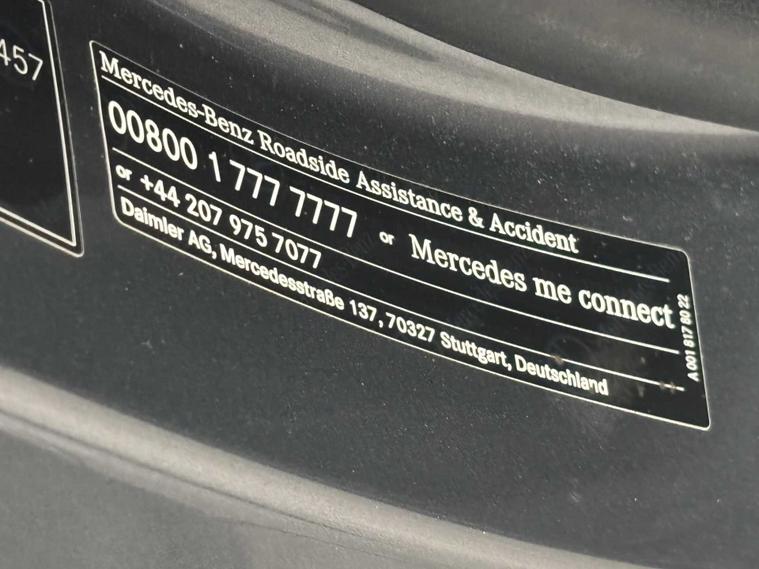 457
Mercedes-Benz Roadside Assistance & Accident
00800 1 777 7777 or Mercedes me connect
or +44 207 975 7077
Daimler AG, Mercedesstraße 137, 70327 Stuttgart, Deutschland
A 001 817 80 22